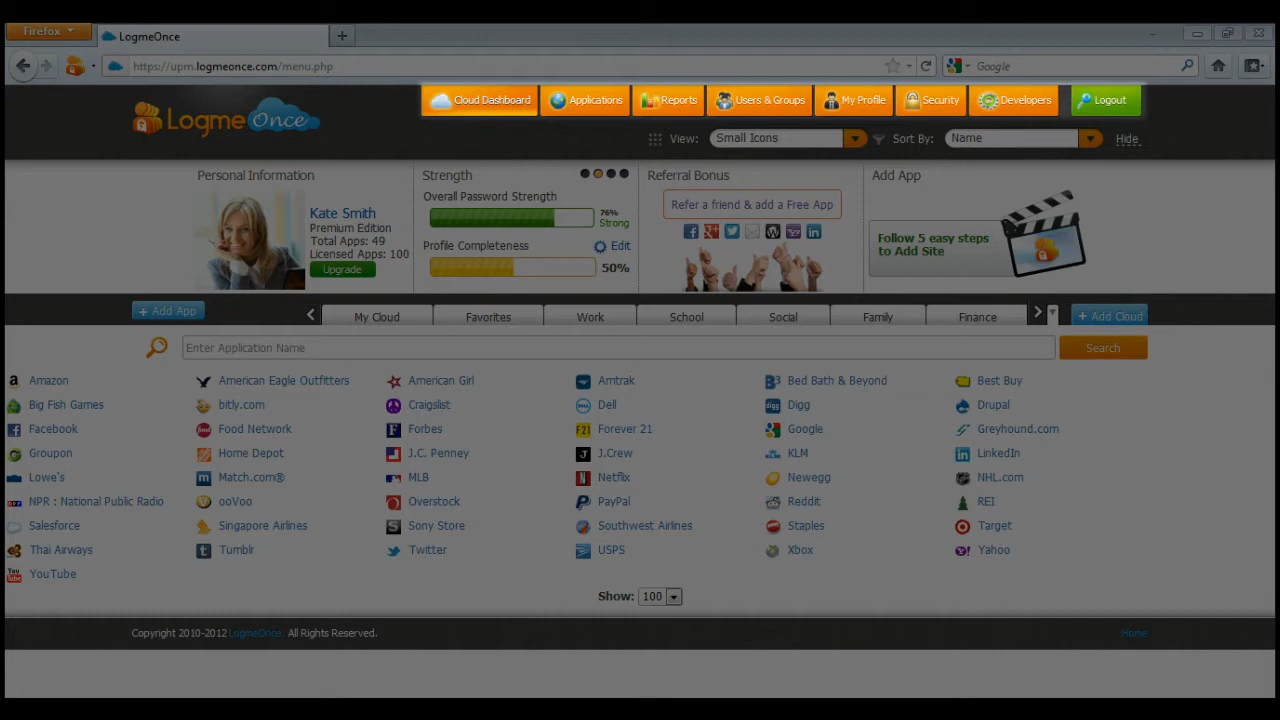 Firefox
LogmeOnce
https://upm.logmeonce.com/menu.php
Google
Cloud Dashboard Applications Reports Users & Groups My Profile Security Developers Logout
LogmeOnce
View: Small Icons Sort By: Name Hide
Personal Information
Kate Smith
Premium Edition
Total Apps: 49
Licensed Apps: 100
Upgrade
Strength
Overall Password Strength
76%
Strong
Profile Completeness Edit
50%
Referral Bonus
Refer a friend & add a Free App
Add App
Follow 5 easy steps
to Add Site
+ Add App My Cloud Favorites Work School Social Family Finance + Add Cloud
Enter Application Name Search
Amazon American Eagle Outfitters American Girl Amtrak Bed Bath & Beyond Best Buy
Big Fish Games bitly.com Craigslist Dell Digg Drupal
Facebook Food Network Forbes Forever 21 Google Greyhound.com
Groupon Home Depot J.C. Penney J.Crew KLM LinkedIn
Lowe's Match.com® MLB Netflix Newegg NHL.com
NPR : National Public Radio ooVoo Overstock PayPal Reddit REI
Salesforce Singapore Airlines Sony Store Southwest Airlines Staples Target
Thai Airways Tumblr Twitter USPS Xbox Yahoo
YouTube
Show: 100
Copyright 2010-2012 LogmeOnce. All Rights Reserved. Home